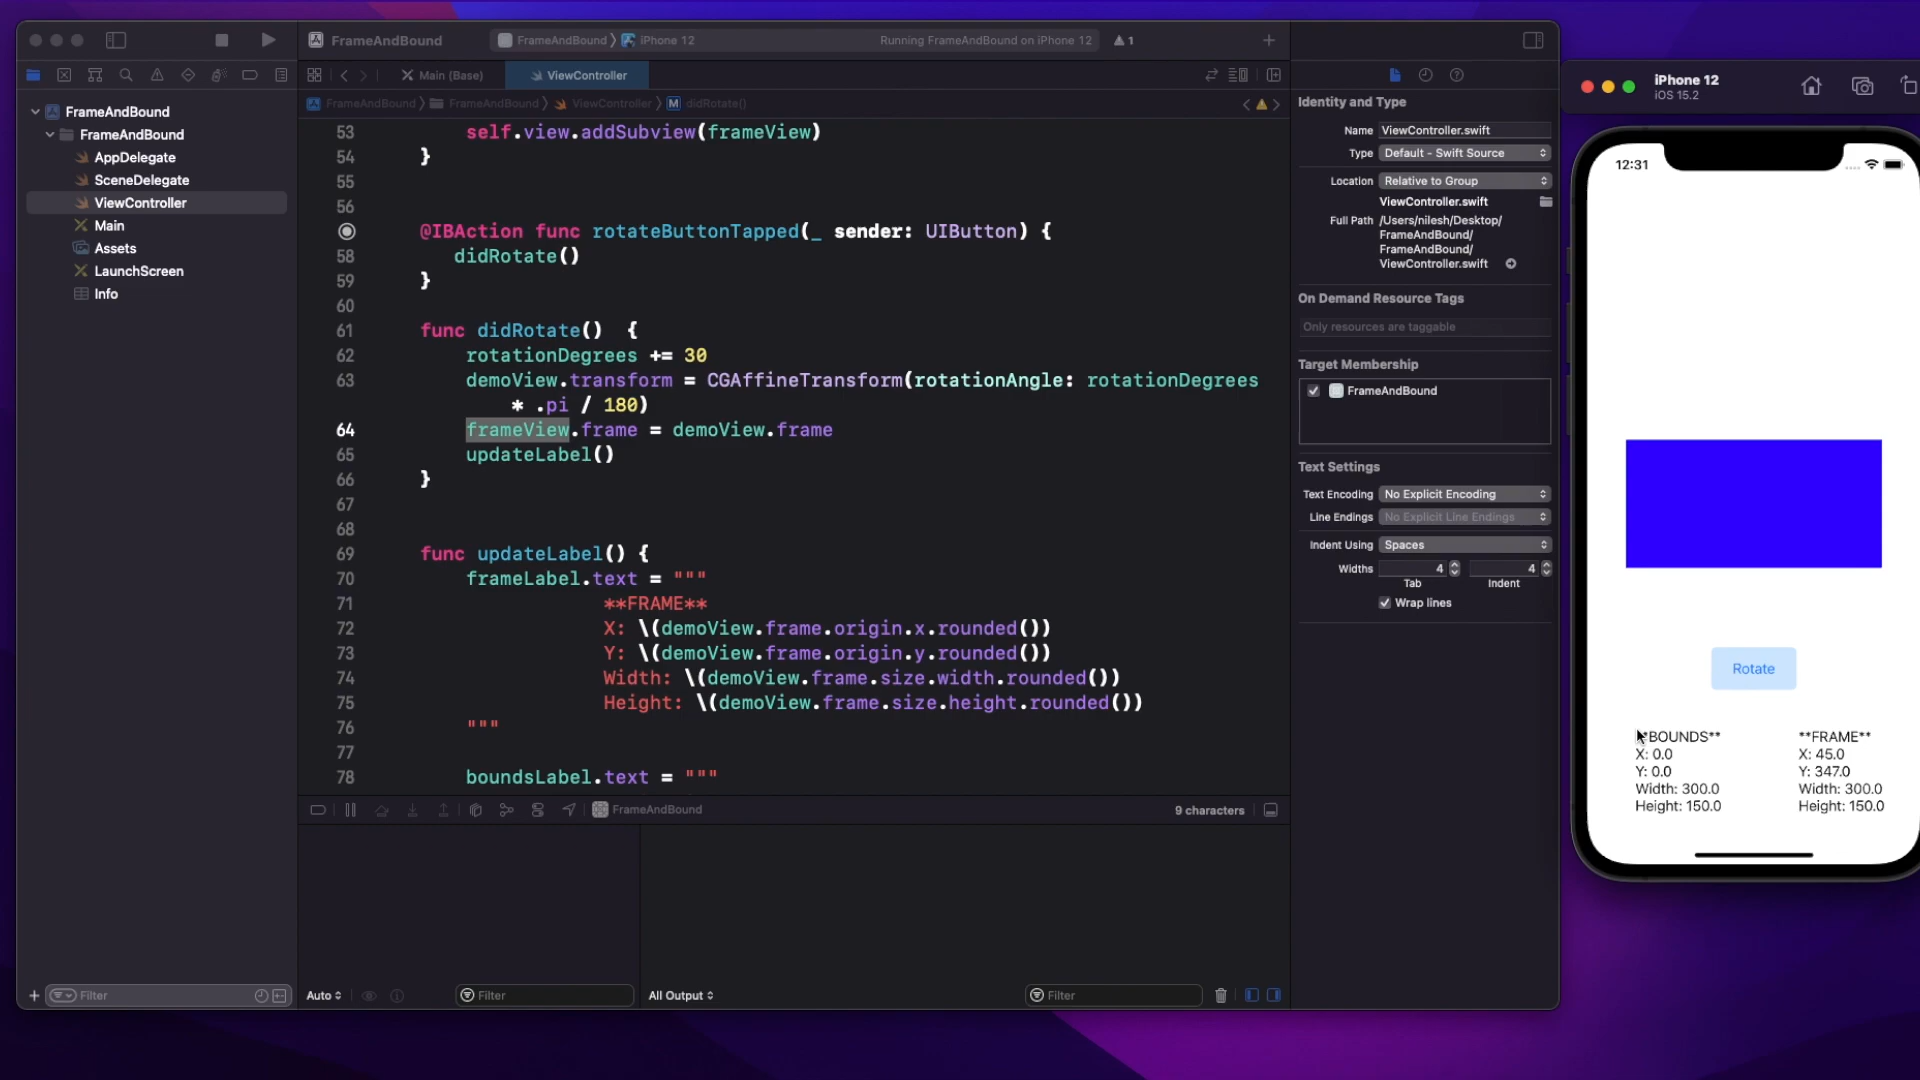 FrameAndBound
FrameAndBound
iPhone 12
Running FrameAndBound on iPhone 12
1
Main (Base)
ViewController
FrameAndBound
FrameAndBound
ViewController
M
didRotate()
FrameAndBound
FrameAndBound
AppDelegate
SceneDelegate
ViewController
Main
Assets
LaunchScreen
Info
Filter
53 self.view.addSubview(frameView)
54 }
55
56
@IBAction func rotateButtonTapped(_ sender: UIButton) {
58 didRotate()
59 }
60
61 func didRotate()  {
62 rotationDegrees += 30
63 demoView.transform = CGAffineTransform(rotationAngle: rotationDegrees
* .pi / 180)
64 frameView.frame = demoView.frame
65 updateLabel()
66 }
67
68
69 func updateLabel() {
70 frameLabel.text = """
71 **FRAME**
72 X: \(demoView.frame.origin.x.rounded())
73 Y: \(demoView.frame.origin.y.rounded())
74 Width: \(demoView.frame.size.width.rounded())
75 Height: \(demoView.frame.size.height.rounded())
76 """
77
78 boundsLabel.text = """
FrameAndBound
9 characters
Auto
Filter
All Output
Filter
Identity and Type
Name ViewController.swift
Type Default - Swift Source
Location Relative to Group
ViewController.swift
Full Path /Users/nilesh/Desktop/
FrameAndBound/
FrameAndBound/
ViewController.swift
On Demand Resource Tags
Only resources are taggable
Target Membership
FrameAndBound
Text Settings
Text Encoding No Explicit Encoding
Line Endings No Explicit Line Endings
Indent Using Spaces
Widths 4 4
Tab Indent
Wrap lines
iPhone 12
iOS 15.2
12:31
Rotate
*BOUNDS**
X: 0.0
Y: 0.0
Width: 300.0
Height: 150.0
**FRAME**
X: 45.0
Y: 347.0
Width: 300.0
Height: 150.0